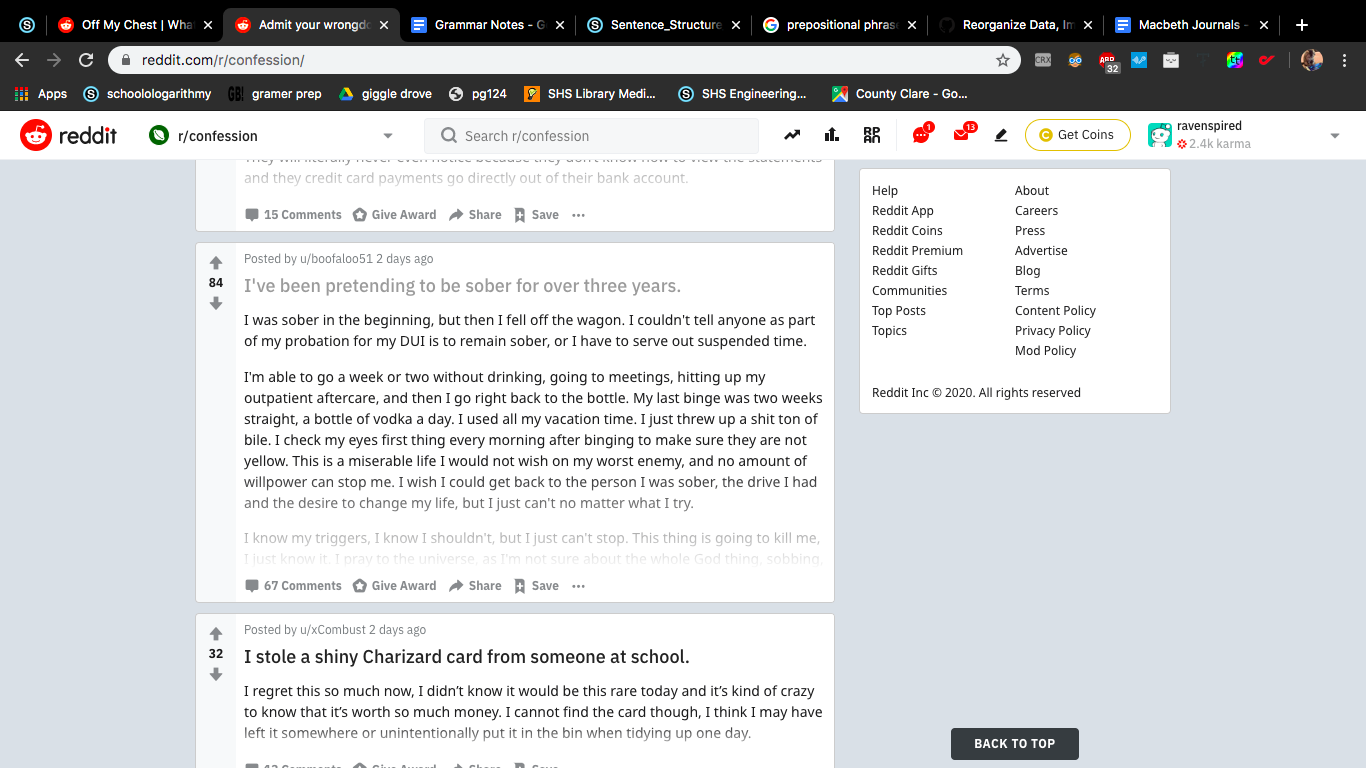 Off My Chest | Wha
Admit your wrongdo
Grammar Notes - G
Sentence_Structure
prepositional phras
Reorganize Data, Im
Macbeth Journals -
reddit.com/r/confession/
CRX
ABP
32
Apps
schoologarithmy
GB!
gramer prep
giggle drove
pg124
SHS Library Medi...
SHS Engineering...
County Clare - Go...
reddit
r/confession
Search r/confession
1
13
Get Coins
ravenspired
2.4k karma
They will literally never even notice because they don't know how to view the statements
and they credit card payments go directly out of their bank account.
15 Comments Give Award Share Save
84
Posted by u/boofaloo51 2 days ago
I've been pretending to be sober for over three years.
I was sober in the beginning, but then I fell off the wagon. I couldn't tell anyone as part
of my probation for my DUI is to remain sober, or I have to serve out suspended time.
I'm able to go a week or two without drinking, going to meetings, hitting up my
outpatient aftercare, and then I go right back to the bottle. My last binge was two weeks
straight, a bottle of vodka a day. I used all my vacation time. I just threw up a shit ton of
bile. I check my eyes first thing every morning after binging to make sure they are not
yellow. This is a miserable life I would not wish on my worst enemy, and no amount of
willpower can stop me. I wish I could get back to the person I was sober, the drive I had
and the desire to change my life, but I just can't no matter what I try.
I know my triggers, I know I shouldn't, but I just can't stop. This thing is going to kill me,
I just know it. I pray to the universe, as I'm not sure about the whole God thing, sobbing,
67 Comments Give Award Share Save
32
Posted by u/xCombust 2 days ago
I stole a shiny Charizard card from someone at school.
I regret this so much now, I didn't know it would be this rare today and it's kind of crazy
to know that it's worth so much money. I cannot find the card though, I think I may have
left it somewhere or unintentionally put it in the bin when tidying up one day.
Help
Reddit App
Reddit Coins
Reddit Premium
Reddit Gifts
Communities
Top Posts
Topics
About
Careers
Press
Advertise
Blog
Terms
Content Policy
Privacy Policy
Mod Policy
Reddit Inc © 2020. All rights reserved
BACK TO TOP